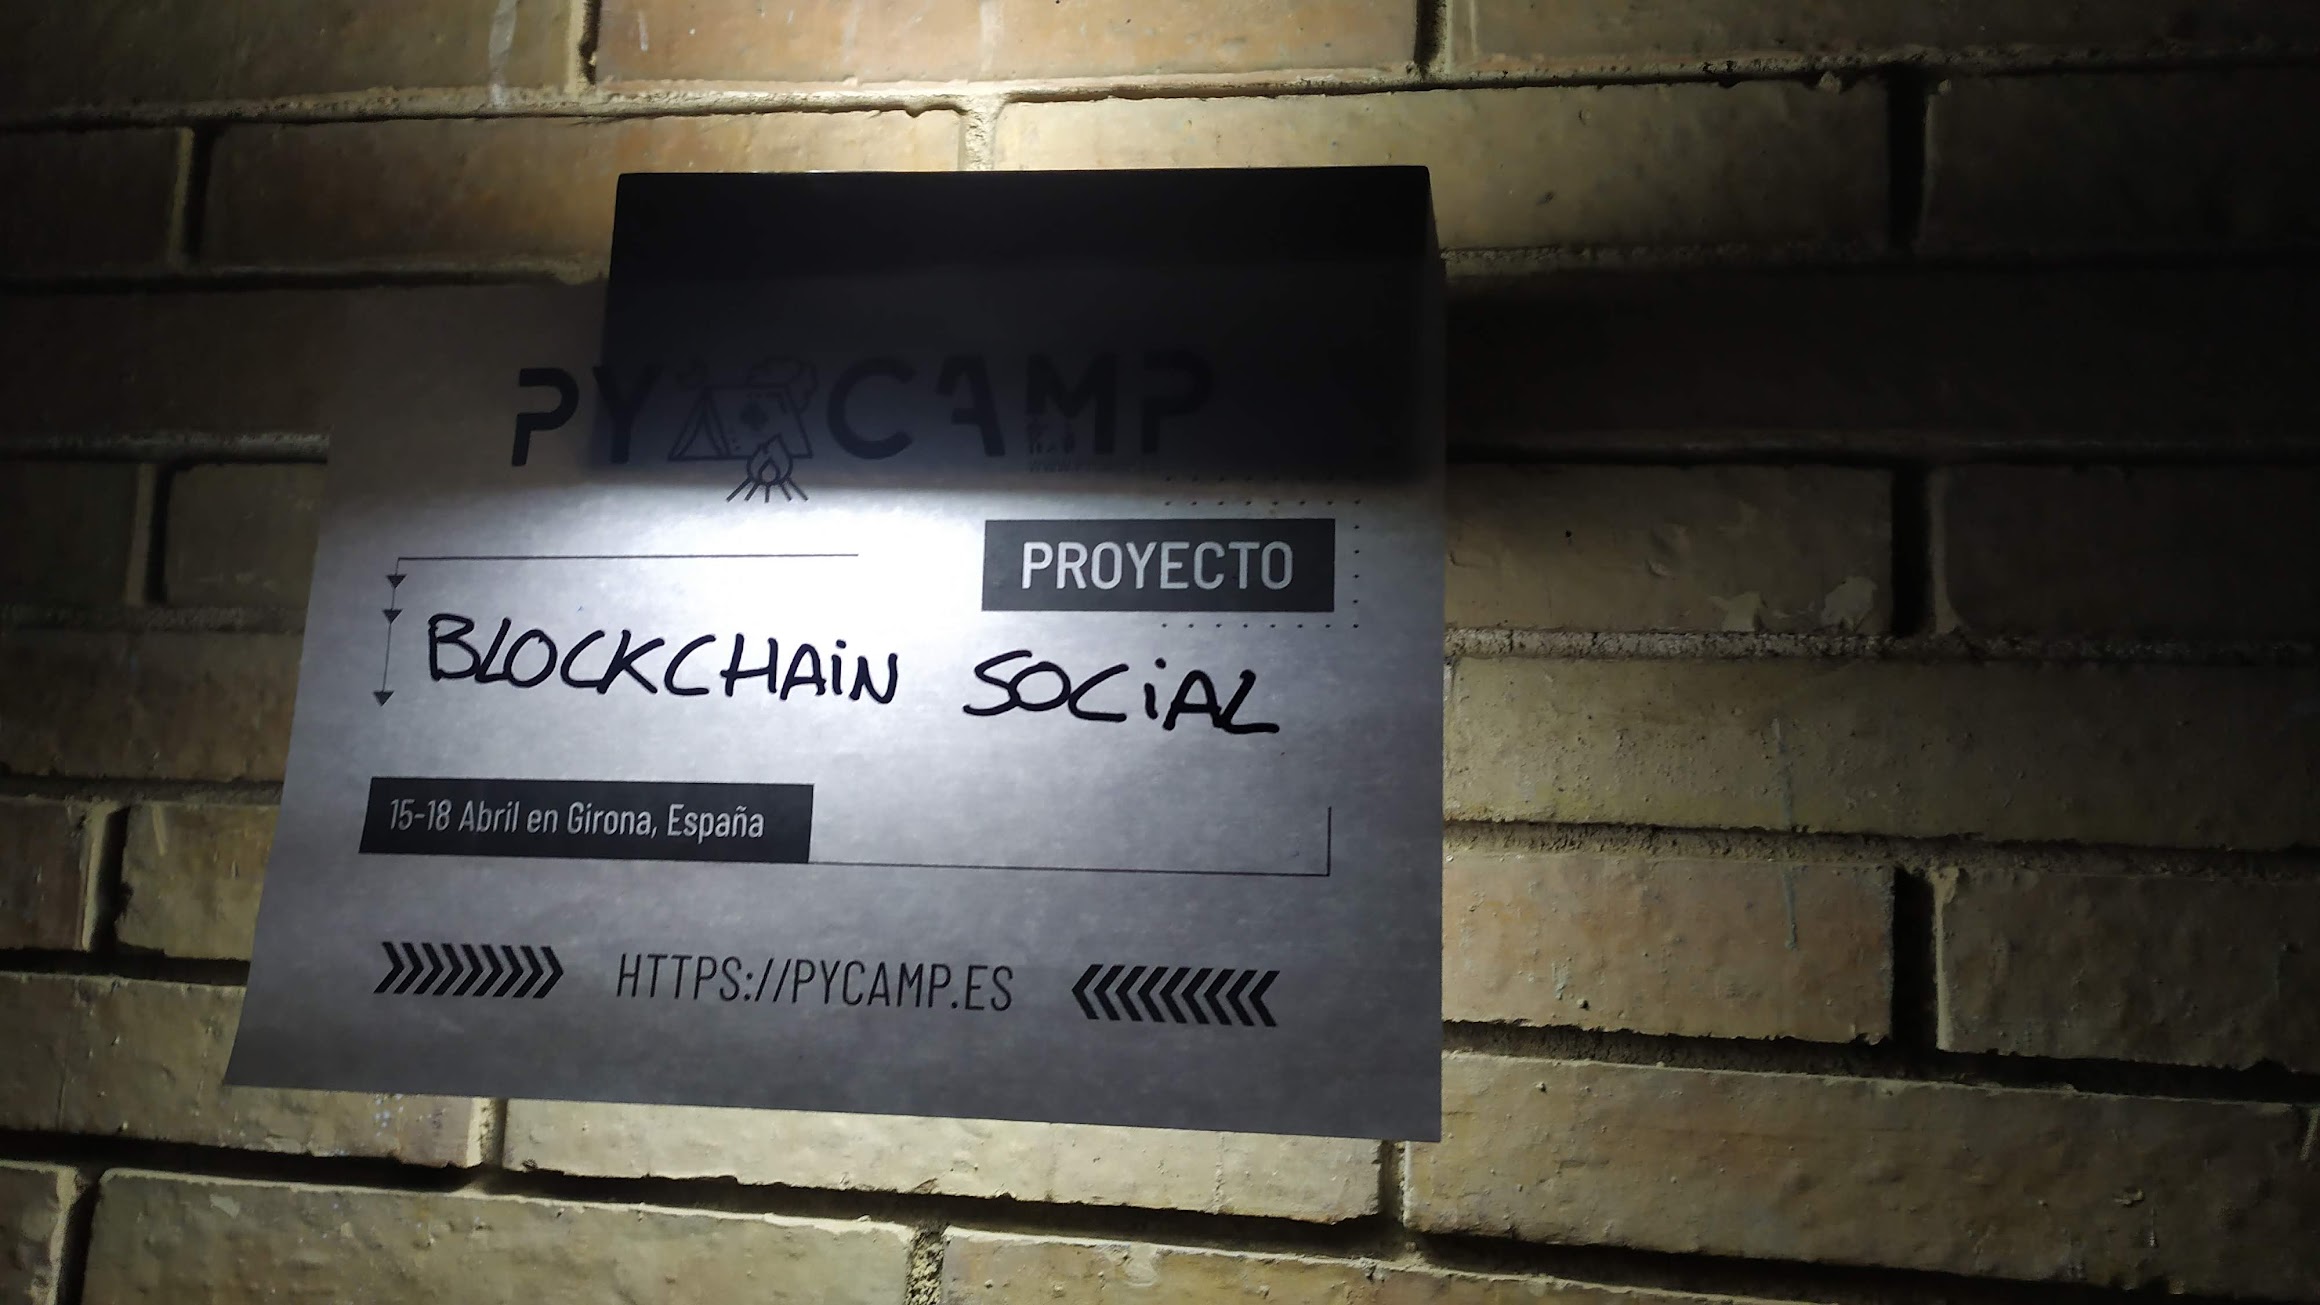 PYCAMP
PROYECTO
BLOCKCHAIN SOCIAL
15-18 Abril en Girona, España
HTTPS://PYCAMP.ES